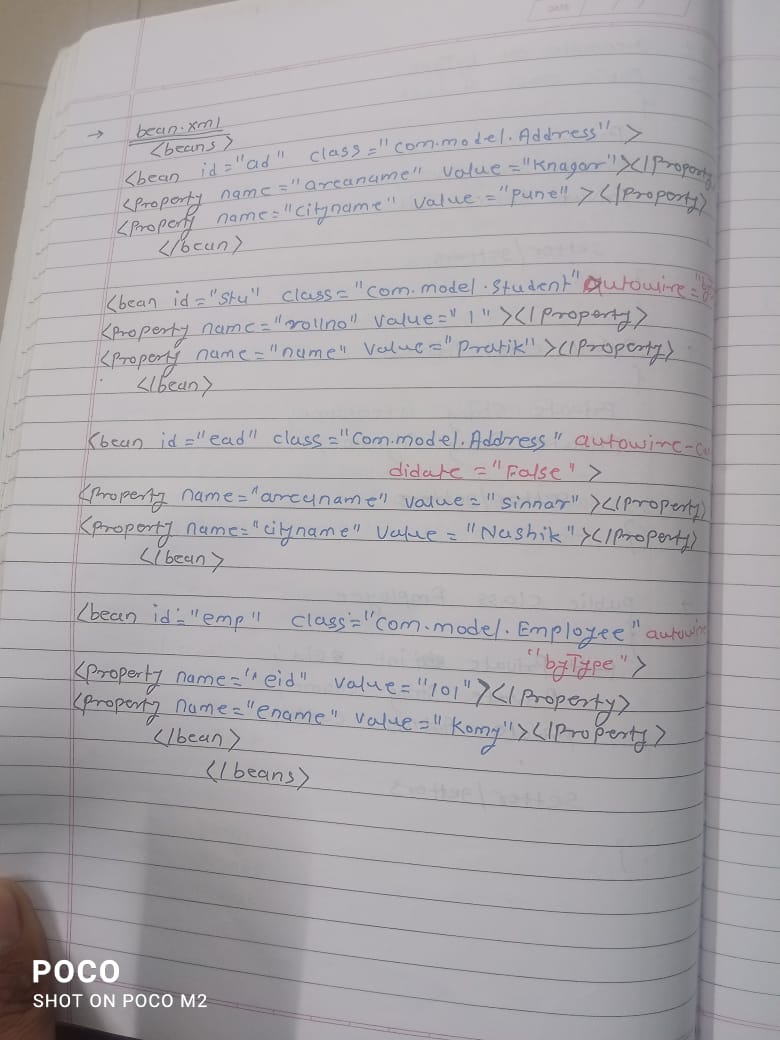 → bean.xml
<beans>
<bean id="ad" class="com.model.Address">
<Property name="areaname" value="Knagar"></Property
<Property name="cityname" value="Pune"></Property>
</bean>
<bean id="stu" class="com.model.Student" autowire="by
<Property name="rollno" value="1"></Property>
<Property name="name" value="Pratik"></Property>
</bean>
<bean id="ead" class="com.model.Address" autowire-ca
didate="False">
<Property name="areaname" value="Sinnar"></Property>
<Property name="cityname" value="Nashik"></Property>
</bean>
<bean id="emp" class="com.model.Employee" autowire
"byType">
<Property name="eid" value="101"></Property>
<Property name="ename" value="Komy"></Property>
</bean>
</beans>
POCO
SHOT ON POCO M2